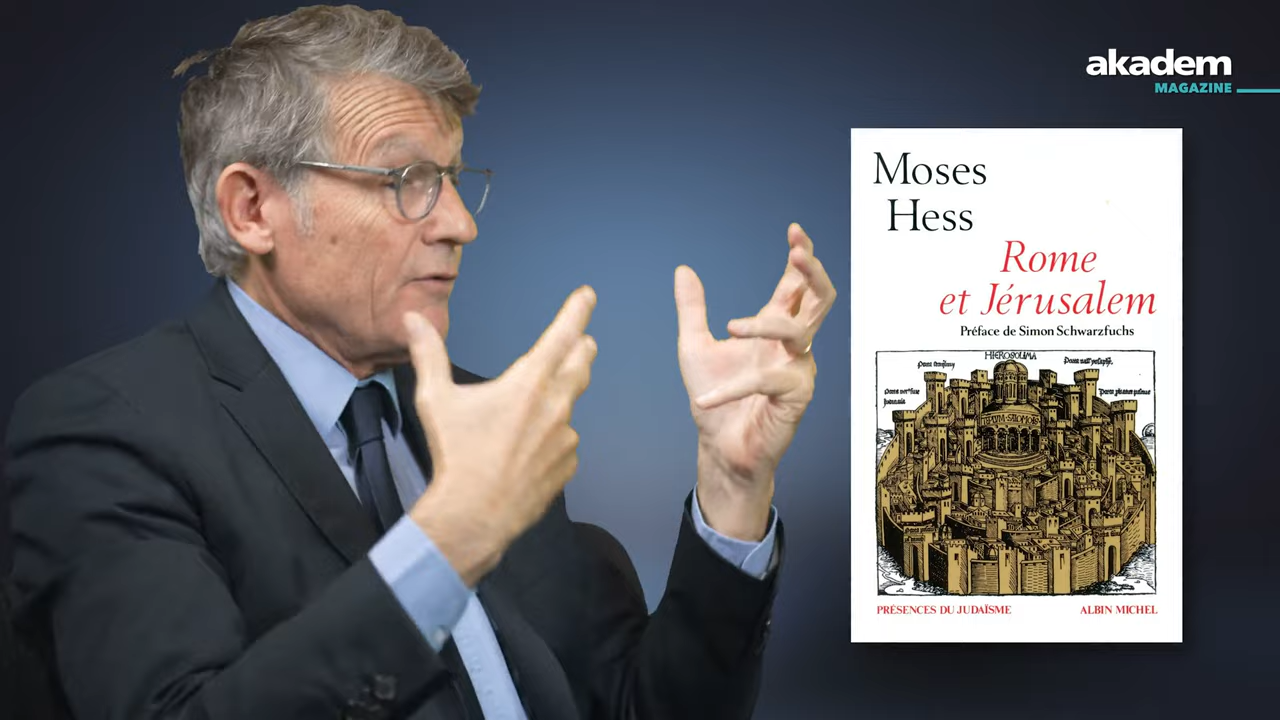 akadem
MAGAZINE
Moses
Hess
Rome
et Jérusalem
Préface de Simon Schwarzfuchs
HIEROSOLIMA
PRÉSENCES DU JUDAÏSME
ALBIN MICHEL